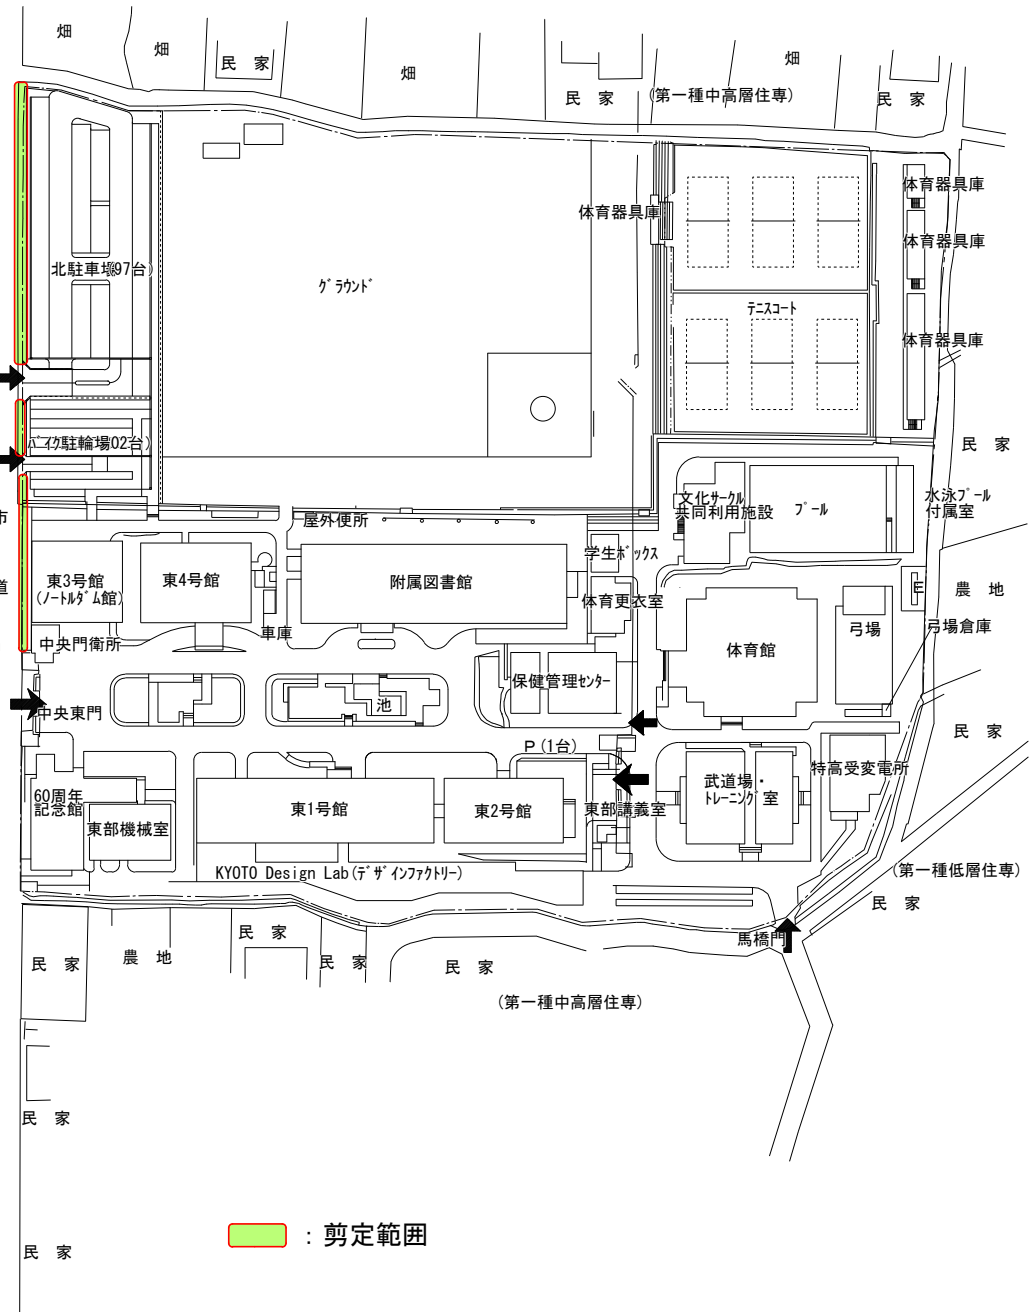 畑
畑
民 家
畑
畑
民 家
(第一種中高層住専)
民 家
体育器具庫
体育器具庫
体育器具庫
体育器具庫
北駐車場97台)
グラウンド
テニスコート
バイク駐輪場02台)
民 家
市
屋外便所
文化サークル
共同利用施設
プール
水泳プール
付属室
道
東3号館
(ノートルダム館)
東4号館
附属図書館
学生ボックス
体育更衣室
E
農 地
車庫
中央門衛所
体育館
弓場
弓場倉庫
保健管理センター
池
中央東門
P(1台)
民 家
60周年
記念館
東部機械室
東1号館
東2号館
東部講義室
武道場・
トレーニング室
特高受変電所
KYOTO Design Lab(デザインファクトリー)
(第一種低層住専)
民 家
馬橋門
民 家
農 地
民 家
民 家
民 家
(第一種中高層住専)
民 家
:剪定範囲
民 家